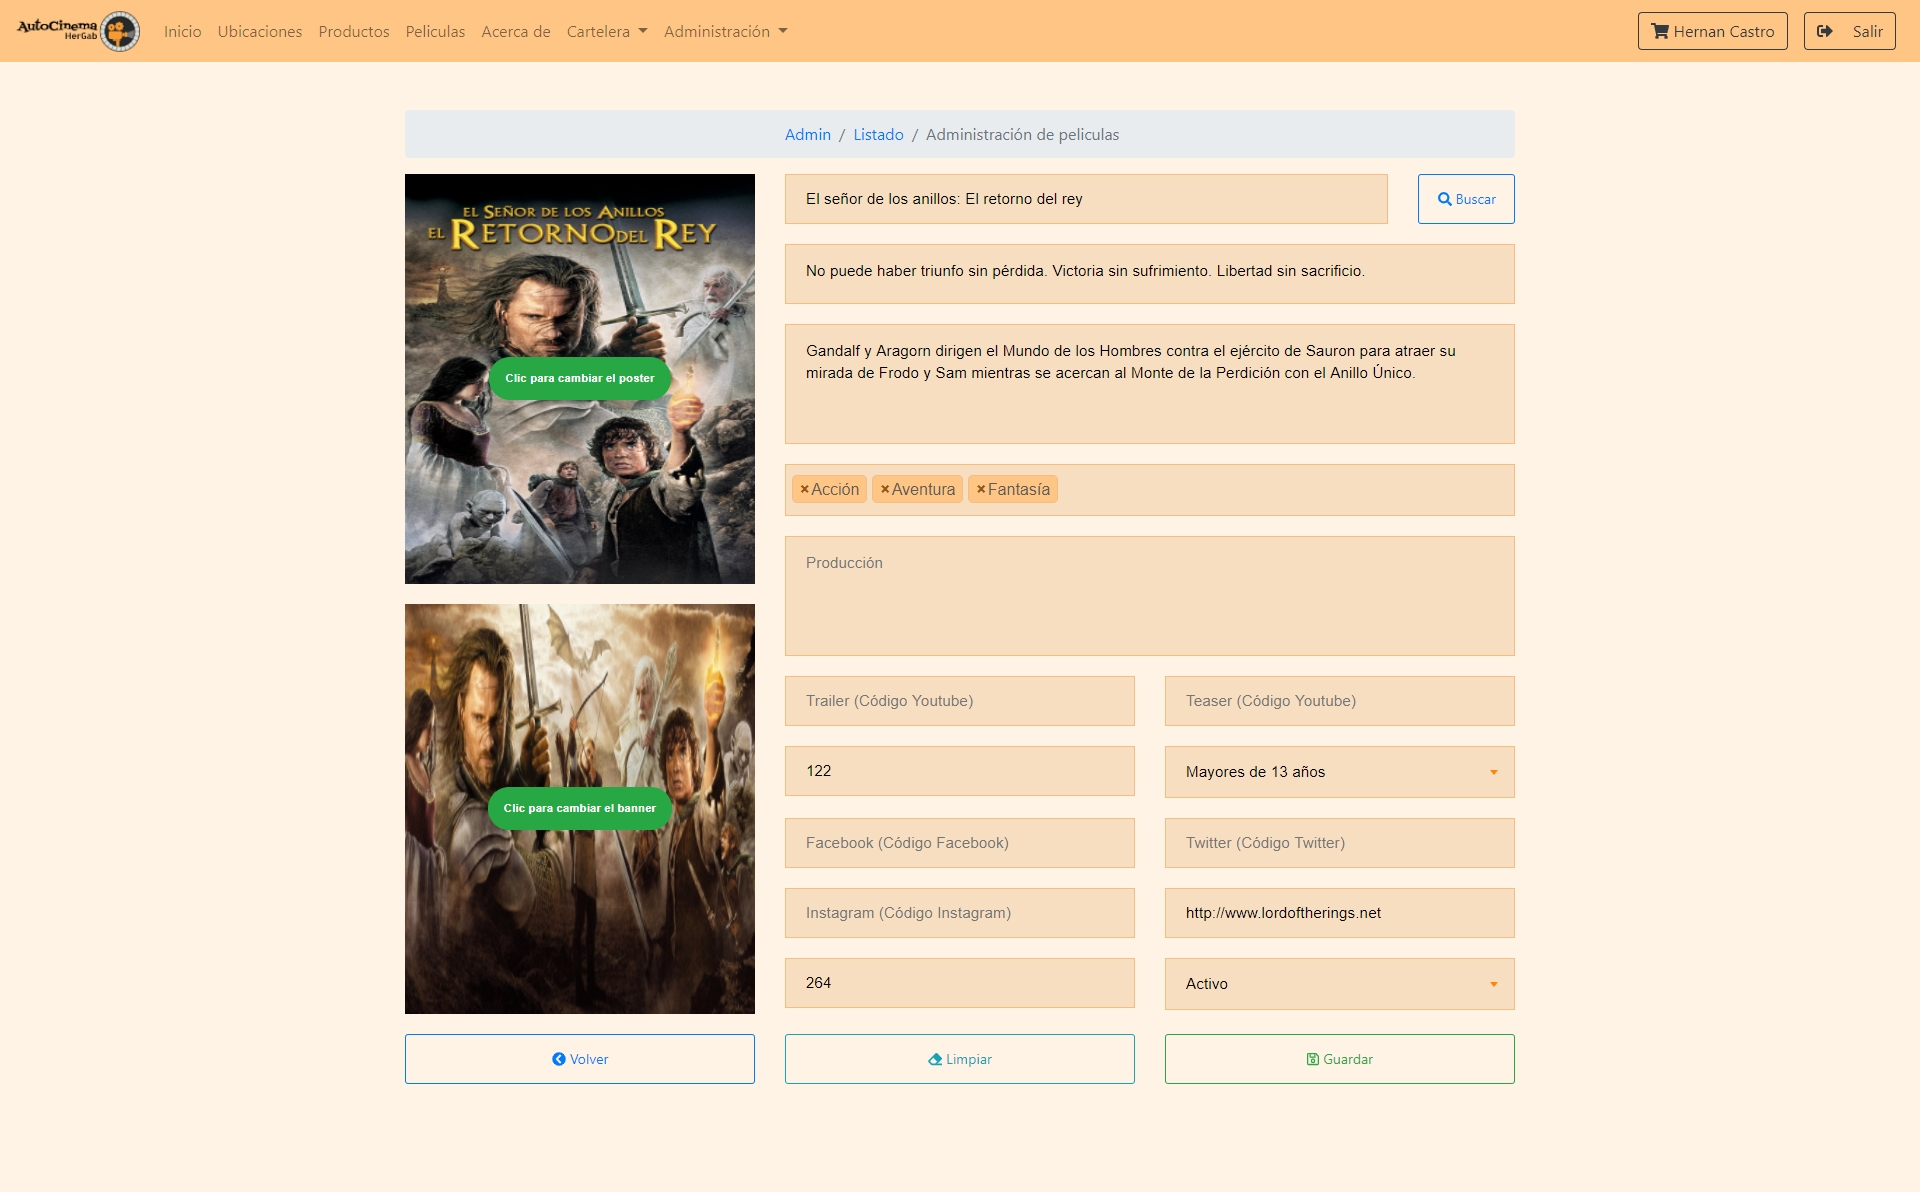 AutoCinema
HerGab
Inicio
Ubicaciones
Productos
Peliculas
Acerca de
Cartelera
Administración
Hernan Castro
Salir
Admin / Listado / Administración de peliculas
EL SEÑOR DE LOS ANILLOS
EL RETORNO DEL REY
Clic para cambiar el poster
Clic para cambiar el banner
El señor de los anillos: El retorno del rey
Buscar
No puede haber triunfo sin pérdida. Victoria sin sufrimiento. Libertad sin sacrificio.
Gandalf y Aragorn dirigen el Mundo de los Hombres contra el ejército de Sauron para atraer su
mirada de Frodo y Sam mientras se acercan al Monte de la Perdición con el Anillo Único.
×Acción ×Aventura ×Fantasía
Producción
Trailer (Código Youtube)
Teaser (Código Youtube)
122
Mayores de 13 años
Facebook (Código Facebook)
Twitter (Código Twitter)
Instagram (Código Instagram)
http://www.lordoftherings.net
264
Activo
Volver
Limpiar
Guardar